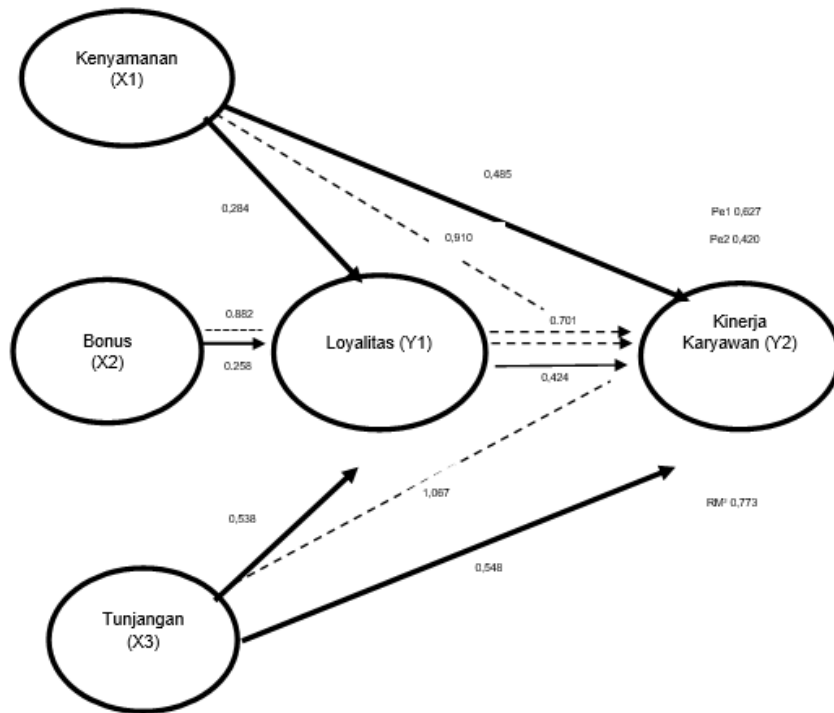 Kenyamanan
(X1)
0,485
Pe1 0,627
0,284
0,910
Pe2 0,420
0.882
0.701
Bonus
(X2)
Loyalitas (Y1)
Kinerja
Karyawan (Y2)
0.258
0,424
1,067
RM² 0,773
0,538
0,548
Tunjangan
(X3)